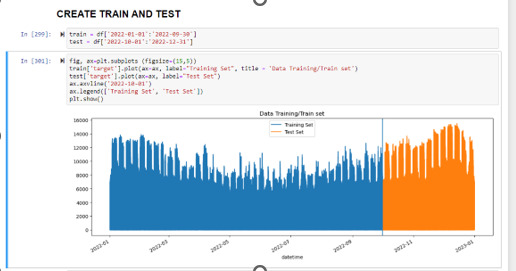 CREATE TRAIN AND TEST
In [299]:
train = df['2022-01-01':'2022-09-30']
test = df['2022-10-01':'2022-12-31']
In [301]:
fig, ax=plt.subplots (figsize=(15,5))
train['target'].plot(ax=ax, label="Training Set", title = 'Data Training/Train set')
test['target'].plot(ax=ax, label="Test Set")
ax.axvline('2022-10-01')
ax.legend(['Training Set', 'Test Set'])
plt.show()
Data Training/Train set
Training Set
Test Set
16000
14000
12000
10000
8000
6000
4000
2000
0
2022-01
2022-03
2022-05
2022-07
2022-09
2022-11
2023-01
datetime